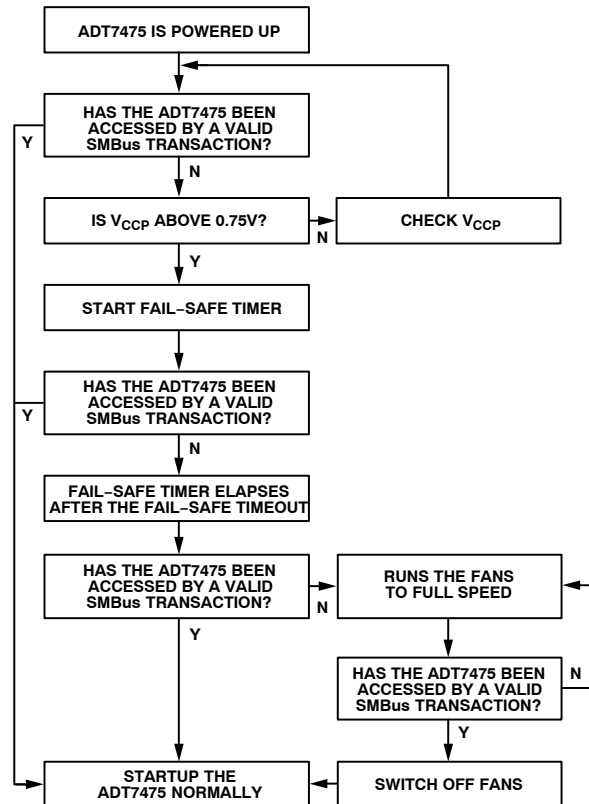 ADT7475 IS POWERED UP
HAS THE ADT7475 BEEN
ACCESSED BY A VALID
SMBus TRANSACTION?
Y
N
IS VCCP ABOVE 0.75V?
N
CHECK VCCP
Y
START FAIL–SAFE TIMER
HAS THE ADT7475 BEEN
ACCESSED BY A VALID
SMBus TRANSACTION?
Y
N
FAIL–SAFE TIMER ELAPSES
AFTER THE FAIL–SAFE TIMEOUT
HAS THE ADT7475 BEEN
ACCESSED BY A VALID
SMBus TRANSACTION?
N
RUNS THE FANS
TO FULL SPEED
Y
HAS THE ADT7475 BEEN
ACCESSED BY A VALID
SMBus TRANSACTION?
N
Y
STARTUP THE
ADT7475 NORMALLY
SWITCH OFF FANS